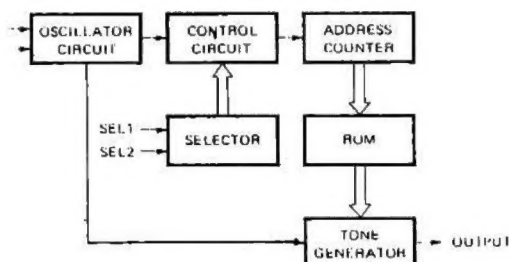 OSCILLATOR
CIRCUIT
CONTROL
CIRCUIT
ADDRESS
COUNTER
SEL1
SEL2
SELECTOR
ROM
TONE
GENERATOR
OUTPUT